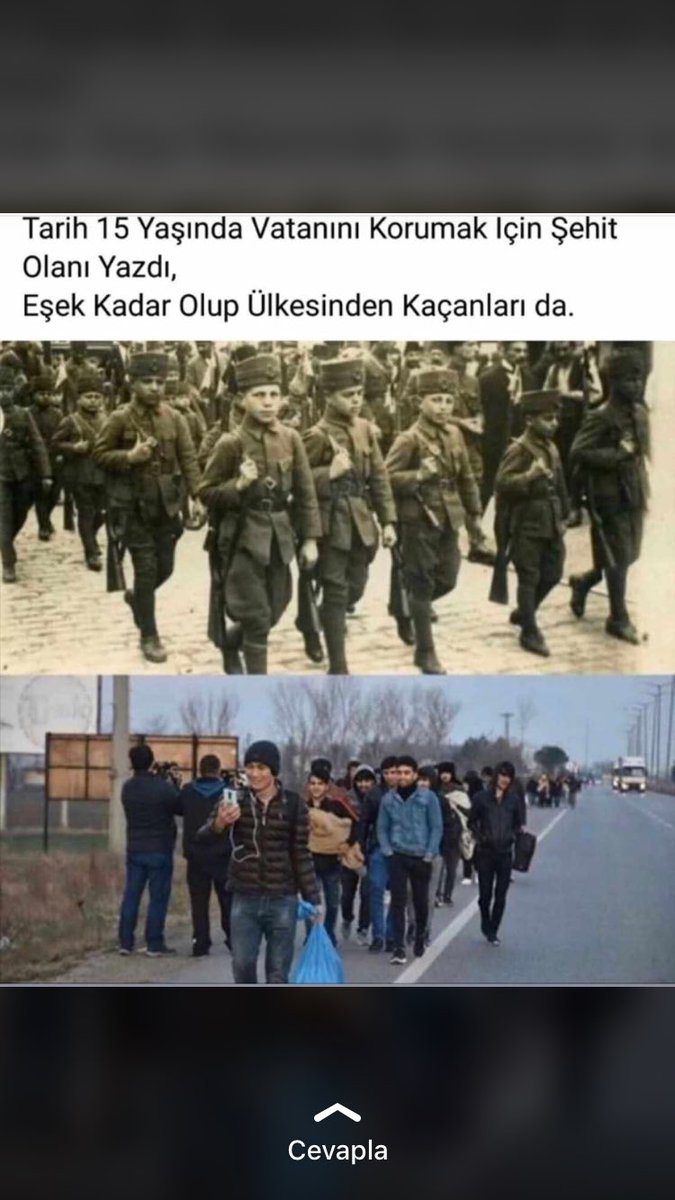 Tarih 15 Yaşında Vatanını Korumak Için Şehit
Olanı Yazdı,
Eşek Kadar Olup Ülkesinden Kaçanları da.
Cevapla